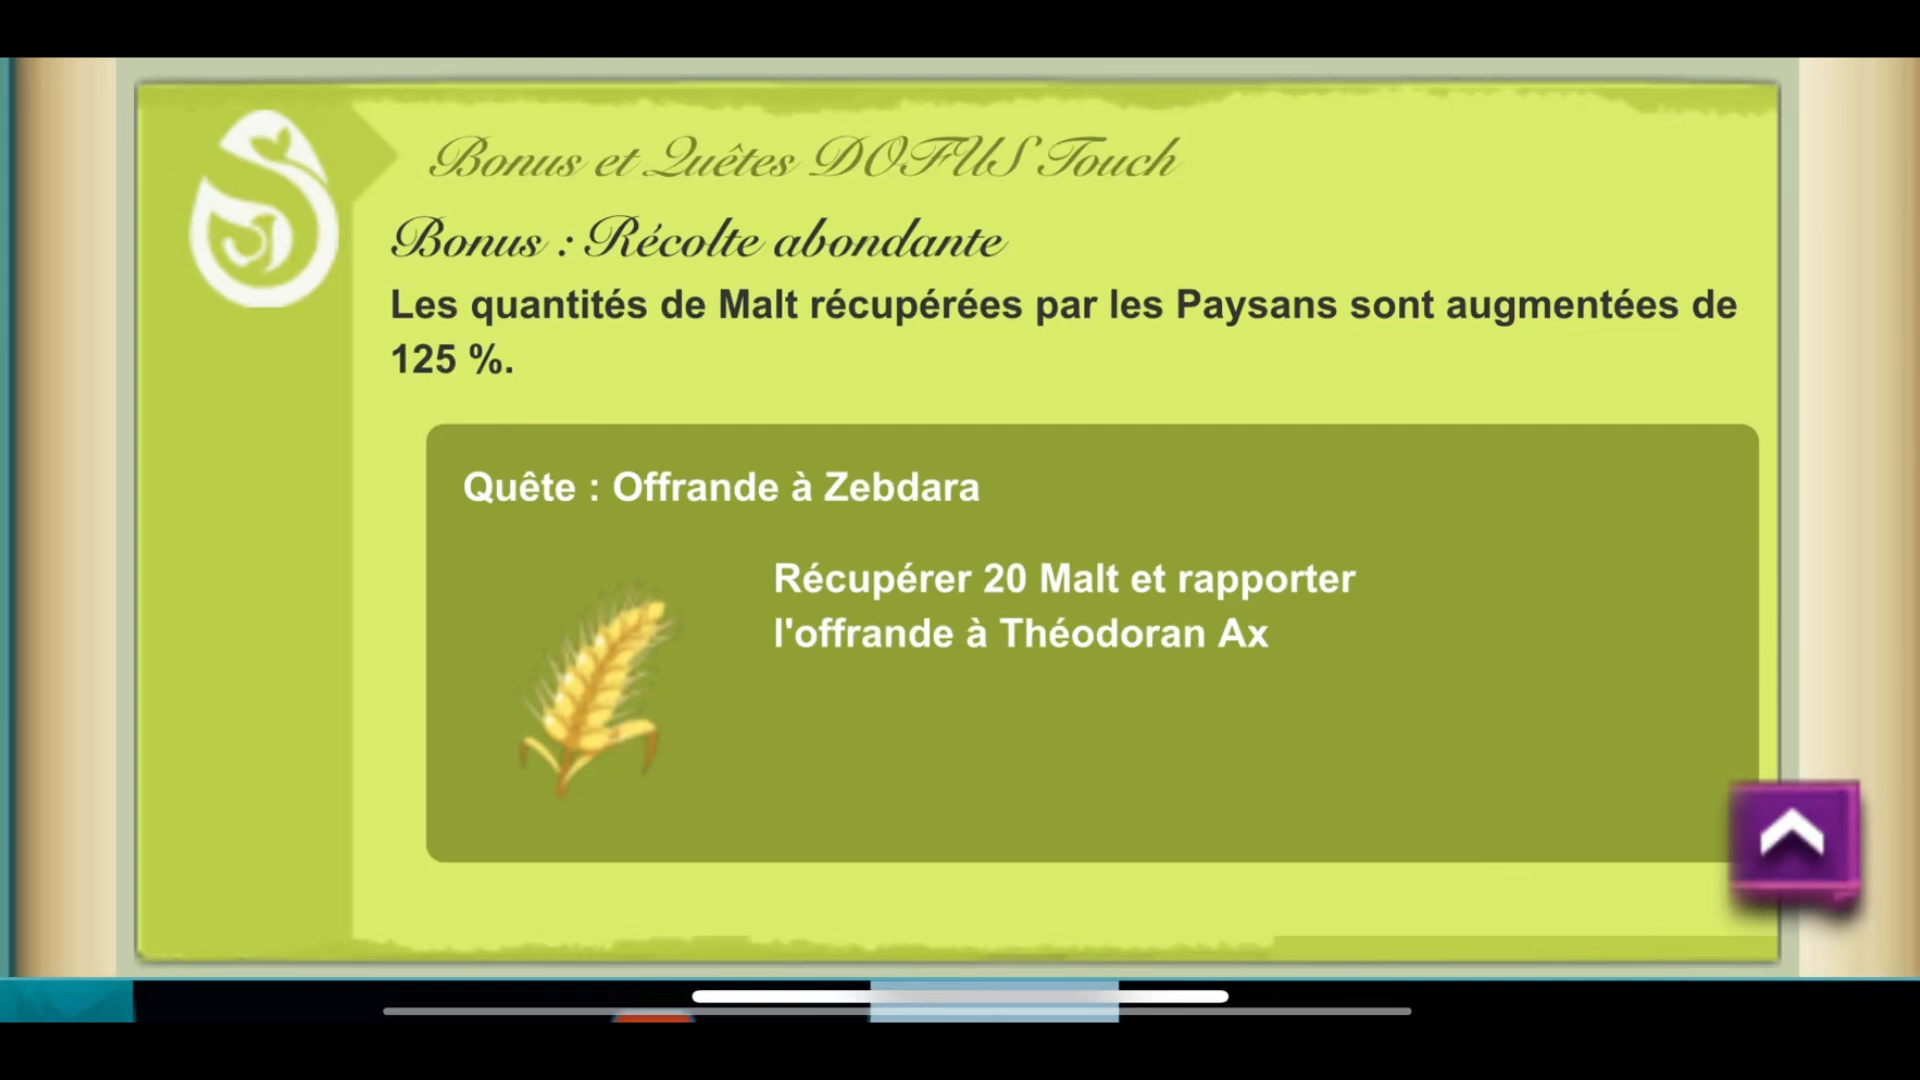 Bonus et Quêtes DOFUS Touch
Bonus : Récolte abondante
Les quantités de Malt récupérées par les Paysans sont augmentées de
125 %.
Quête : Offrande à Zebdara
Récupérer 20 Malt et rapporter
l'offrande à Théodoran Ax